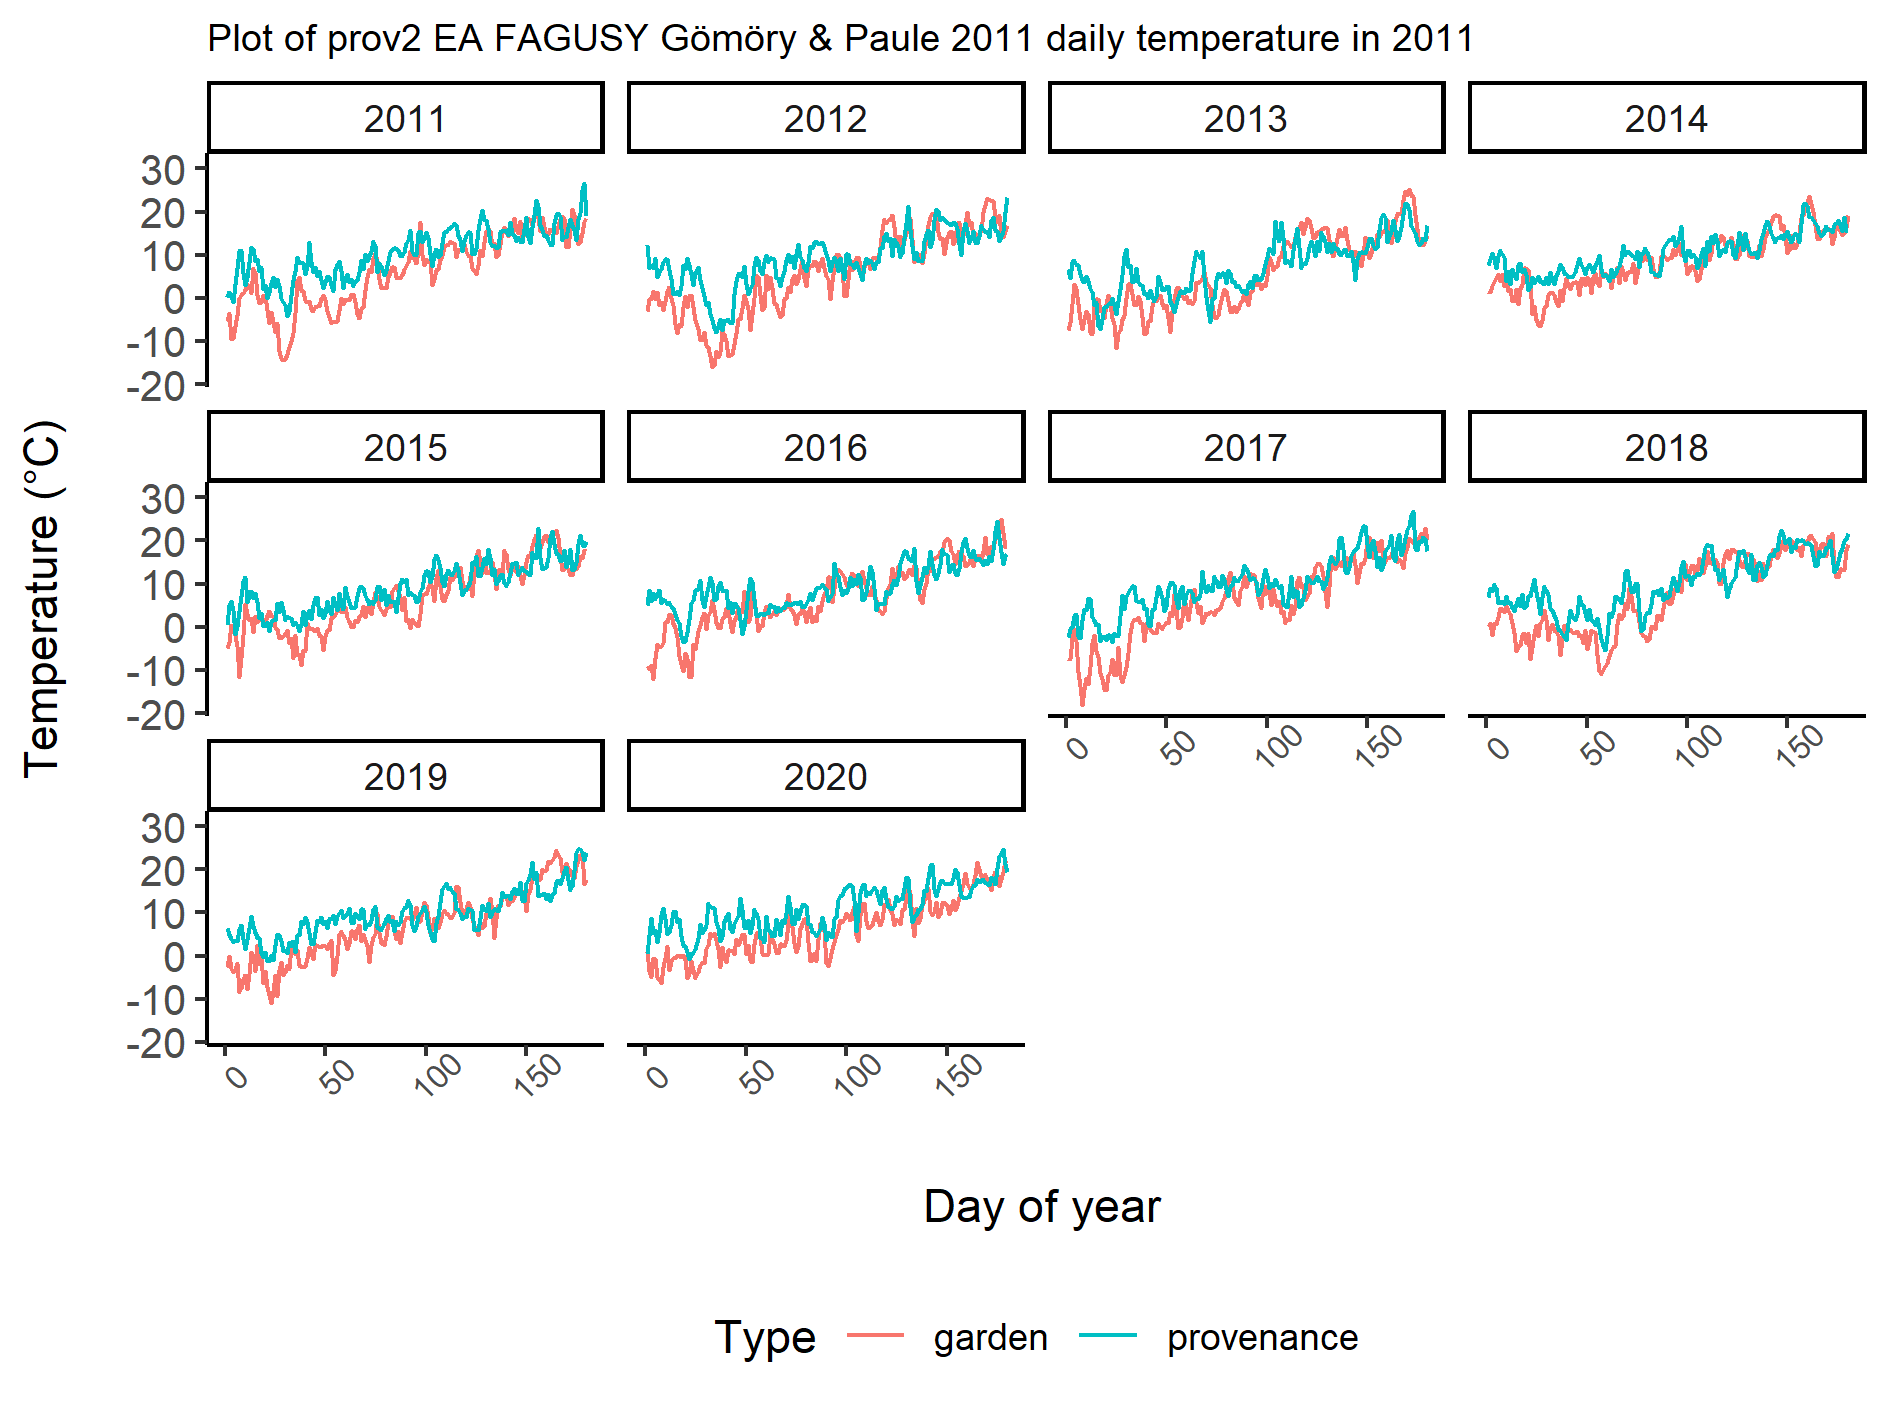 Plot of prov2 EA FAGUSY Gömöry & Paule 2011 daily temperature in 2011
2011 2012 2013 2014
30
20
10
0
-10
-20
2015 2016 2017 2018
30
20
10
0
-10
-20
0 50 100 150 0 50 100 150
2019 2020
30
20
10
0
-10
-20
0 50 100 150 0 50 100 150
Temperature (°C)
Day of year
Type garden provenance